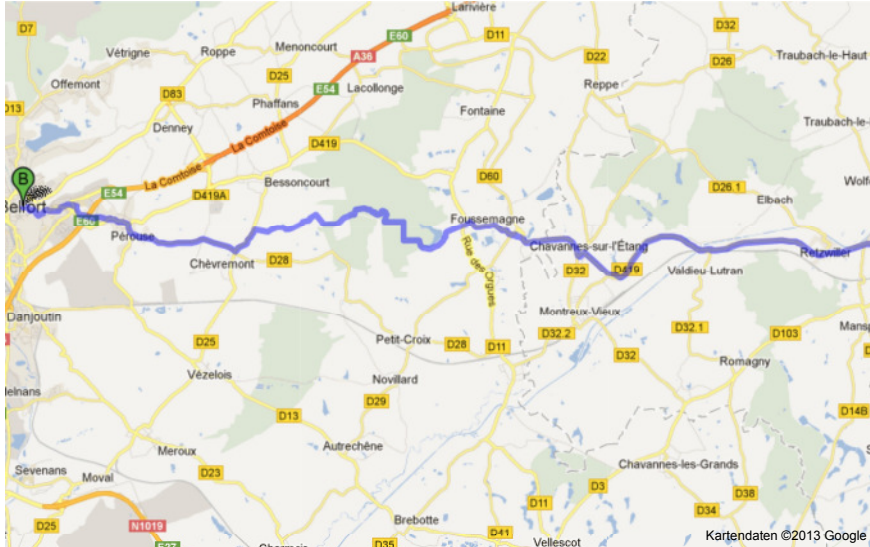 Larivière
D7
Roppe
Menoncourt
E60
D11
D32
Vétrigne
A36
D22
D26
Traubach-le-Haut
Offemont
D25
E54
Lacollonge
Reppe
D83
Phaffans
D13
Fontaine
Traubach-le-
Denney
La Comtoise
D419
La Comtoise
B
E54
D419A
Bessoncourt
D60
D26.1
Elbach
Wolf
Belfort
E60
Pérouse
Foussemagne
Chavannes-sur-l'Étang
Retzwiller
Chèvremont
D28
Rue des Orgues
D32
D419
Valdieu-Lutran
Danjoutin
Montreux-Vieux
D25
Petit-Croix
D28
D11
D32.2
D32.1
D103
Mansp
D32
Romagny
Vézelois
Novillard
D29
D13
D14B
Autrechêne
Meroux
Sevenans
Moval
D23
Chavannes-les-Grands
D3
D11
D38
D34
D25
N1019
Brebotte
D41
D35
Vellescot
Kartendaten ©2013 Google